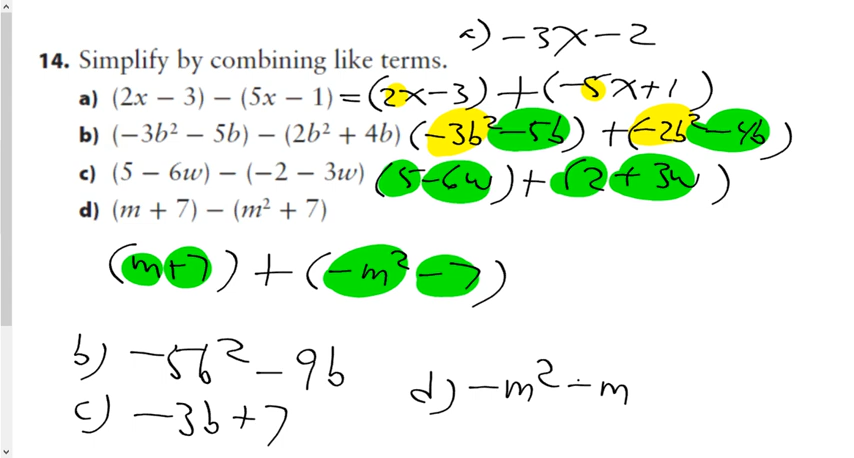 a) -3x-2
14. Simplify by combining like terms.
a) (2x − 3) − (5x − 1) = (2x-3)+(-5x+1)
b) (−3b² − 5b) − (2b² + 4b) (-3b²-5b) + (-2b²-4b)
c) (5 − 6w) − (−2 − 3w) (5-6w)+(2+3w)
d) (m + 7) − (m² + 7)
(m+7)+(-m²-7)
b) -5b²-9b
d) -m²-m
c) -3b+7